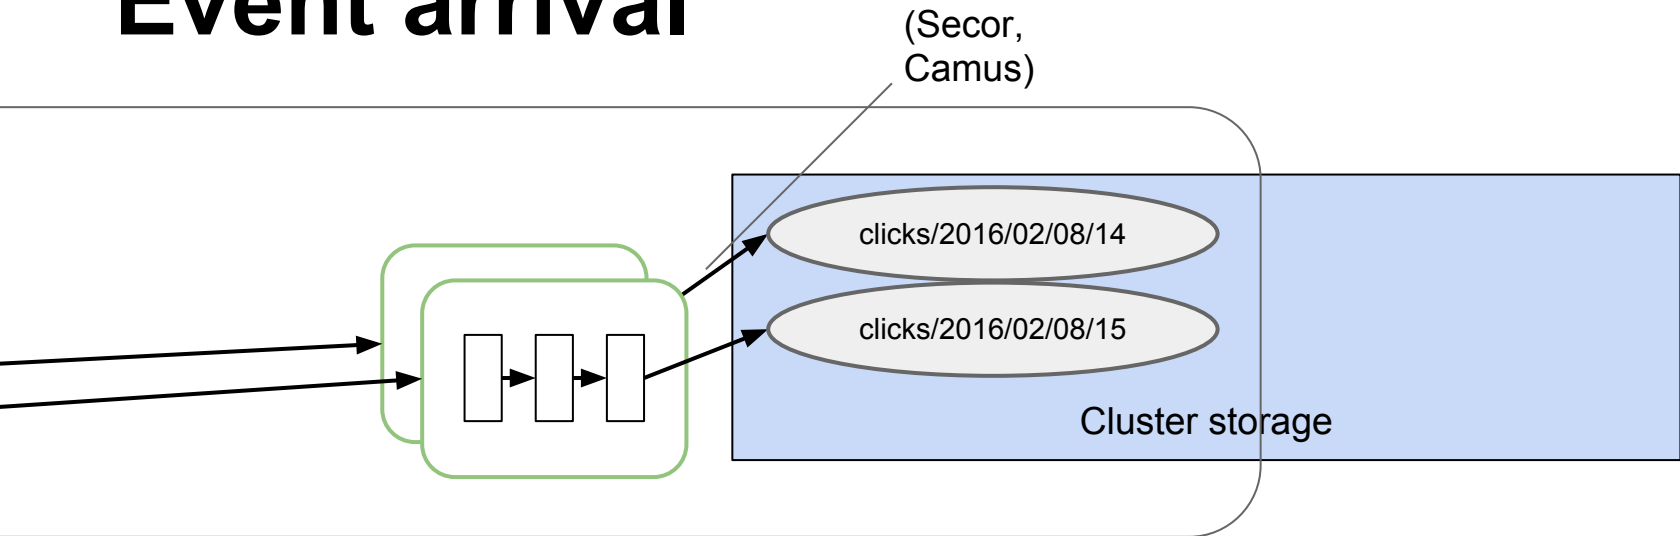 Event arrival
(Secor,
Camus)
clicks/2016/02/08/14
clicks/2016/02/08/15
Cluster storage